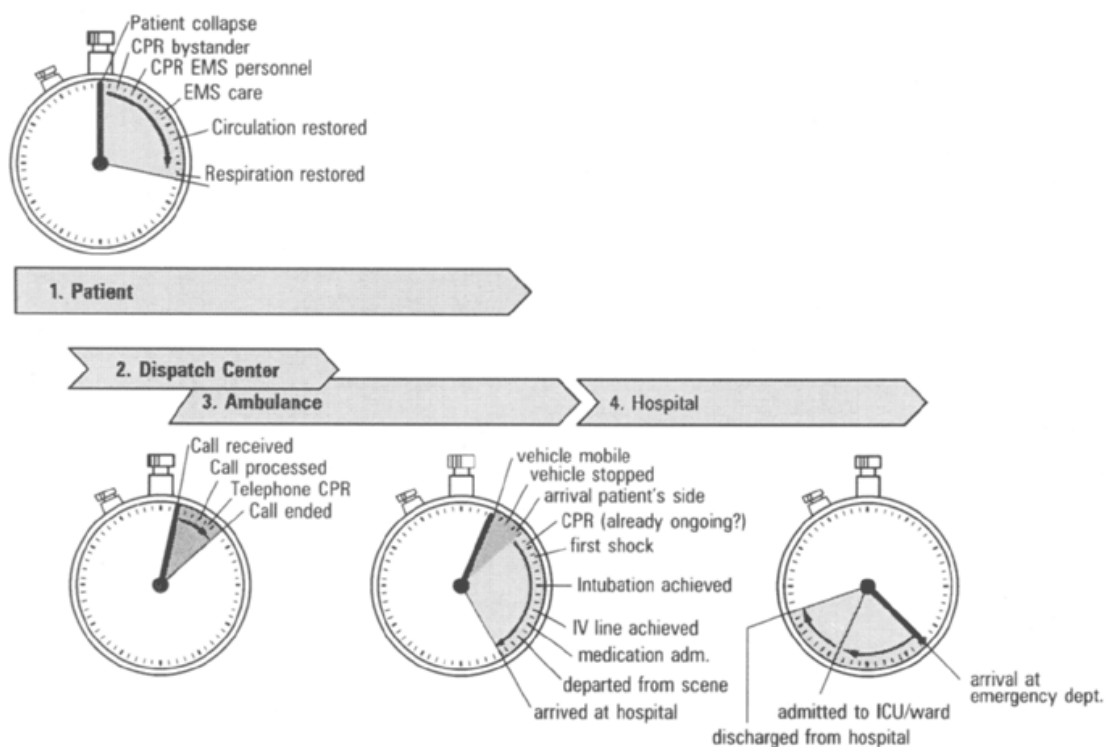 Patient collapse
CPR bystander
CPR EMS personnel
EMS care
Circulation restored
Respiration restored
1. Patient
2. Dispatch Center
3. Ambulance
4. Hospital
Call received
Call processed
Telephone CPR
Call ended
vehicle mobile
vehicle stopped
arrival patient's side
CPR (already ongoing?)
first shock
Intubation achieved
IV line achieved
medication adm.
departed from scene
arrived at hospital
arrival at
emergency dept.
admitted to ICU/ward
discharged from hospital